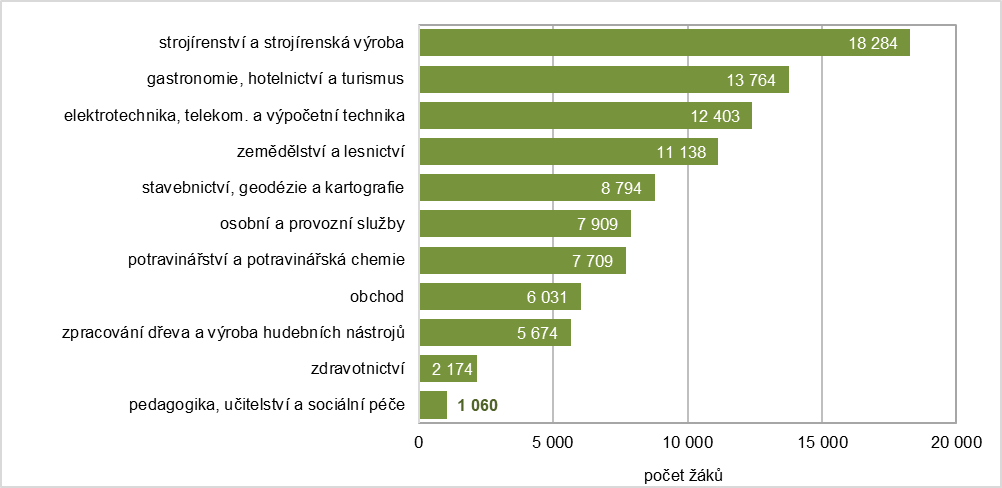 strojírenství a strojírenská výroba 18 284
gastronomie, hotelnictví a turismus 13 764
elektrotechnika, telekom. a výpočetní technika 12 403
zemědělství a lesnictví 11 138
stavebnictví, geodézie a kartografie 8 794
osobní a provozní služby 7 909
potravinářství a potravinářská chemie 7 709
obchod 6 031
zpracování dřeva a výroba hudebních nástrojů 5 674
zdravotnictví 2 174
pedagogika, učitelství a sociální péče 1 060
0 5 000 10 000 15 000 20 000
počet žáků